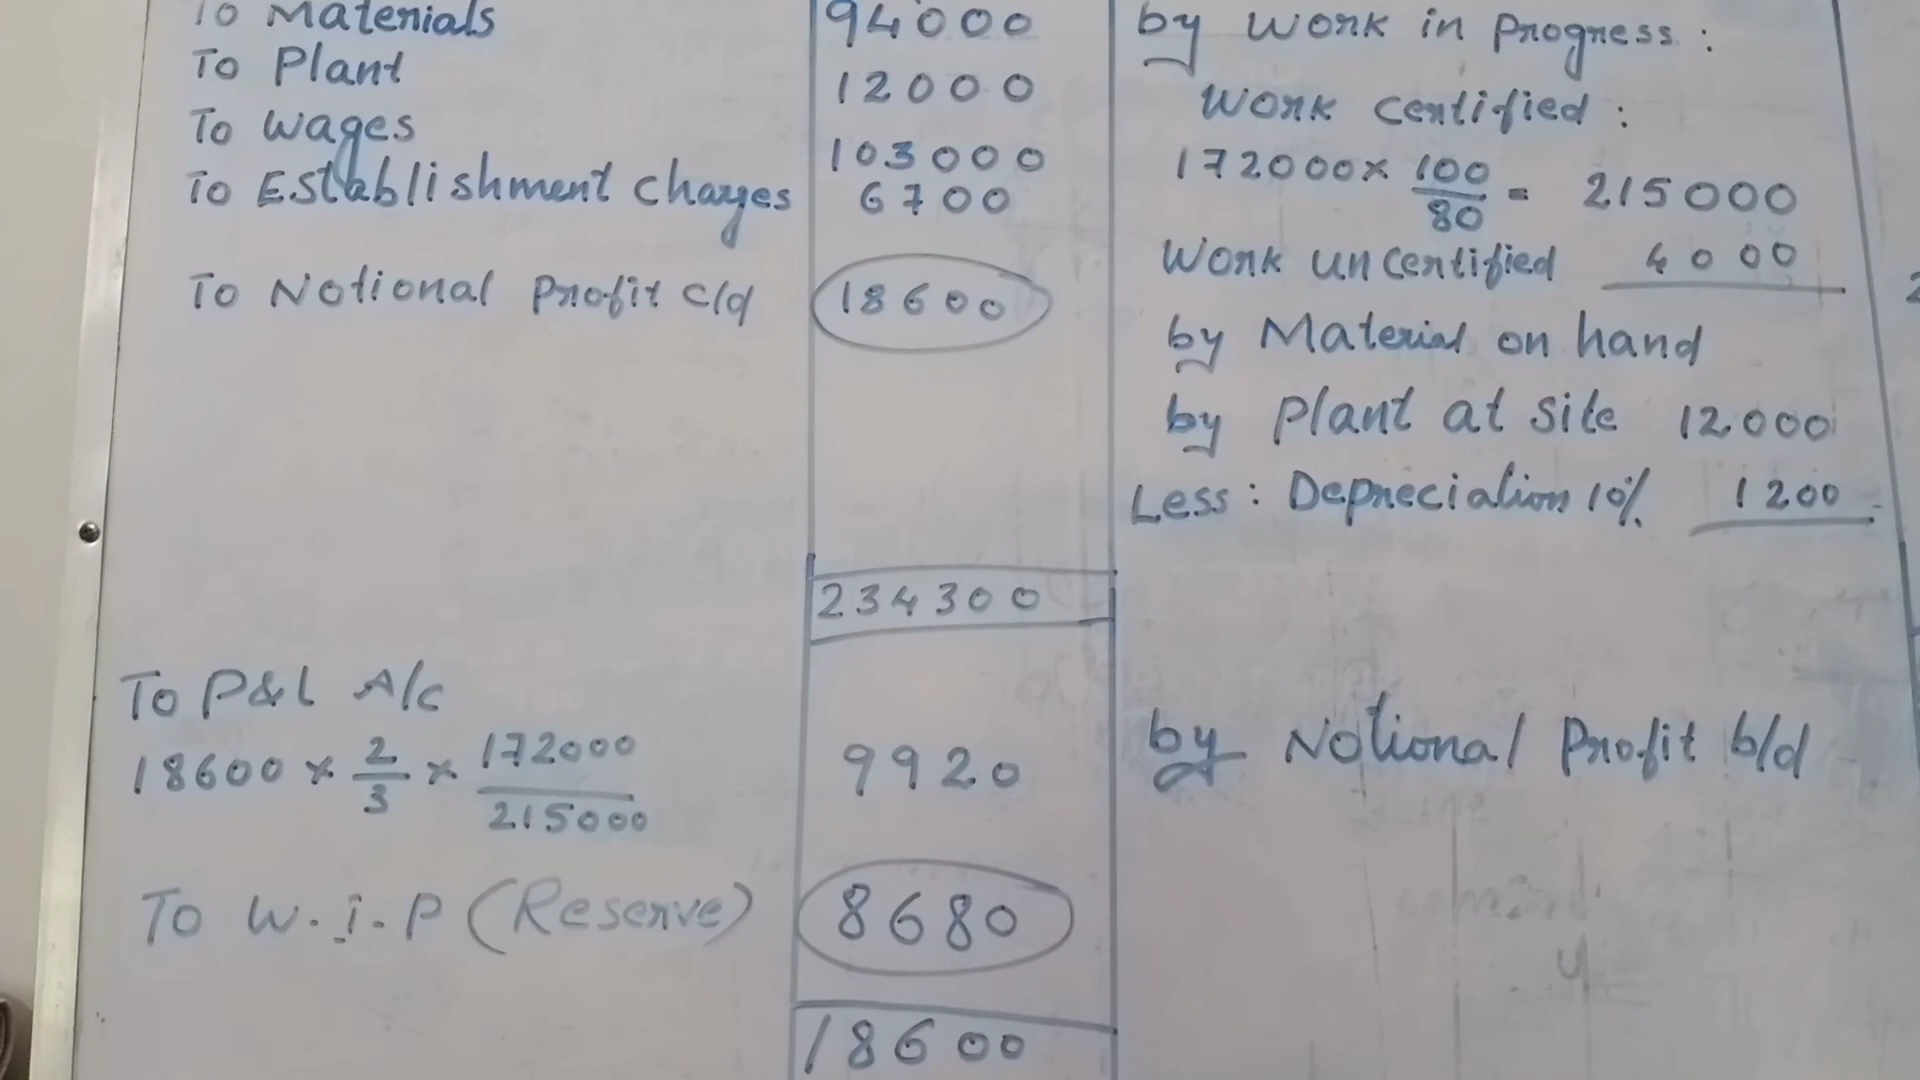 To Materials 94000
To Plant 12000
To Wages 103000
To Establishment Charges 6700
To Notional Profit c/d 18600
234300
To P&L A/c
18600 × 2/3 × 172000/215000 9920
To W.I.P (Reserve) 8680
18600
by Work in Progress :
Work Certified :
172000 × 100/80 = 215000
Work uncertified 4000
by Material on hand
by Plant at Site 12000
Less : Depreciation 10% 1200
by Notional Profit b/d